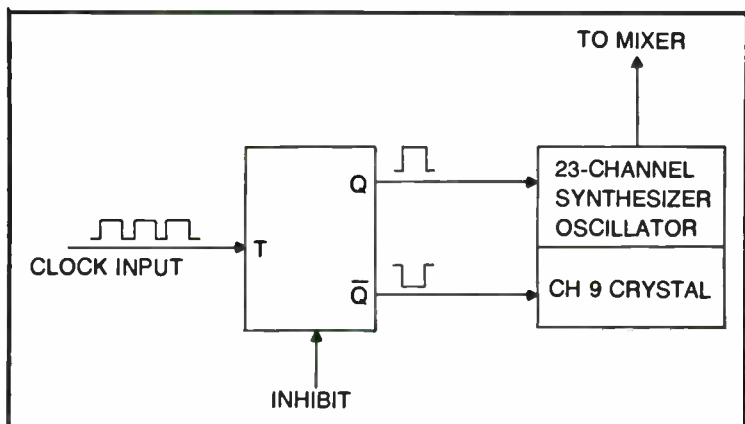 TO MIXER
Q
23-CHANNEL
SYNTHESIZER
OSCILLATOR
T
CLOCK INPUT
Q̅
CH 9 CRYSTAL
INHIBIT